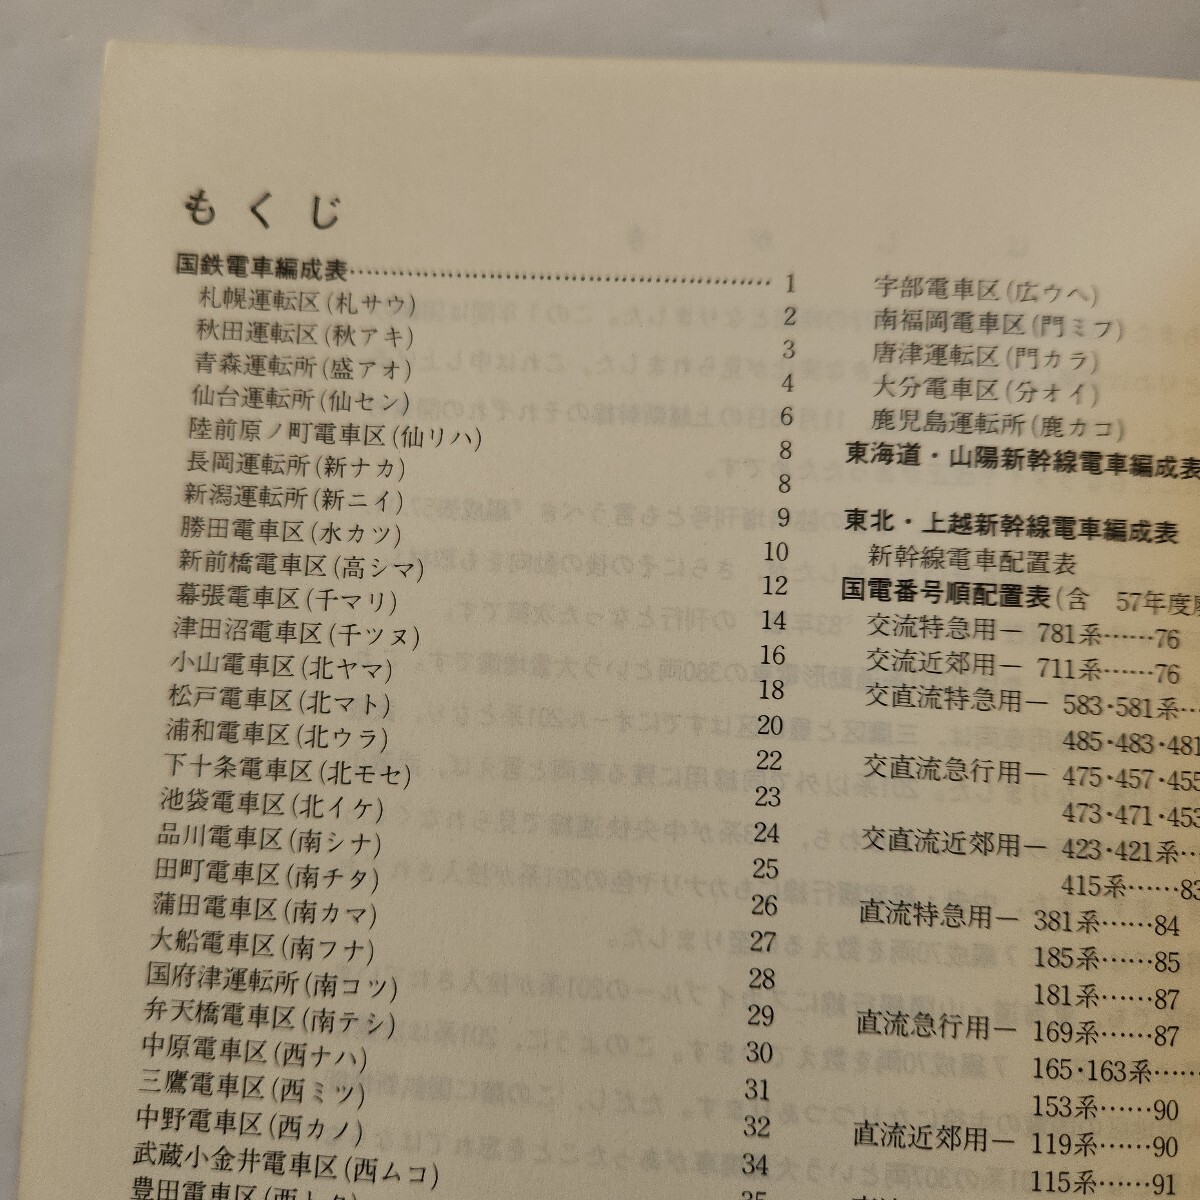 もくじ
国鉄電車編成表……………………………………… 1
札幌運転区(札サウ) 2
秋田運転区(秋アキ) 3
青森運転所(盛アオ) 4
仙台運転所(仙セン) 6
陸前原ノ町電車区(仙リハ) 8
長岡運転所(新ナカ) 8
新潟運転所(新ニイ) 9
勝田電車区(水カツ) 10
新前橋電車区(高シマ) 12
幕張電車区(千マリ) 14
津田沼電車区(千ツヌ) 16
小山電車区(北ヤマ) 18
松戸電車区(北マト) 20
浦和電車区(北ウラ) 22
下十条電車区(北モセ) 23
池袋電車区(北イケ) 24
品川電車区(南シナ) 25
田町電車区(南チタ) 26
蒲田電車区(南カマ) 27
大船電車区(南フナ) 28
国府津運転所(南コツ) 29
弁天橋電車区(南テシ) 30
中原電車区(西ナハ) 31
三鷹電車区(西ミツ) 32
中野電車区(西カノ) 34
武蔵小金井電車区(西ムコ) 35
豊田電車区(西トタ)
宇部電車区(広ウヘ)
南福岡電車区(門ミフ)
唐津運転区(門カラ)
大分電車区(分オイ)
鹿児島運転所(鹿カコ)
東海道・山陽新幹線電車編成表
東北・上越新幹線電車編成表
新幹線電車配置表
国電番号順配置表(含 57年度
交流特急用― 781系……76
交流近郊用― 711系……76
交直流特急用― 583・581系…
485・483・481
交直流急行用― 475・457・455
473・471・453
交直流近郊用― 423・421系…
415系……83
直流特急用― 381系……84
185系……85
181系……87
直流急行用― 169系……87
165・163系……
153系……90
直流近郊用― 119系……90
115系……91